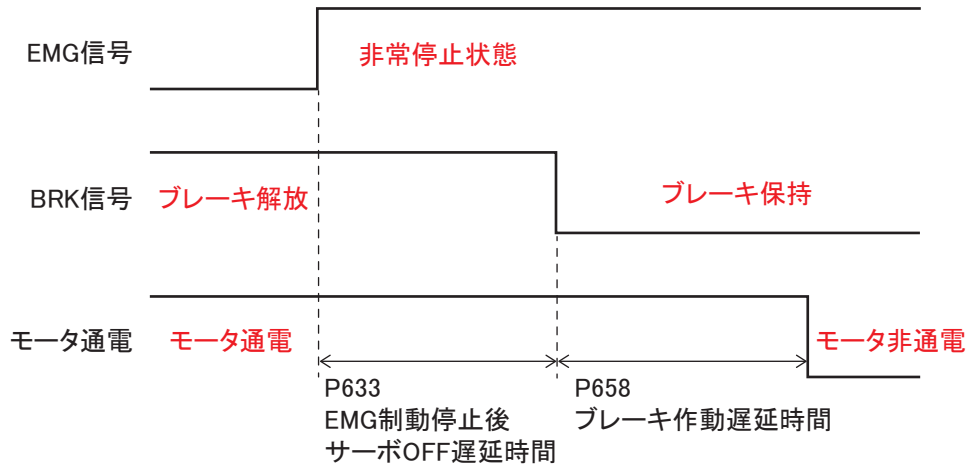 EMG信号
非常停止状態
BRK信号
ブレーキ解放
ブレーキ保持
モータ通電
モータ通電
モータ非通電
P633
EMG制動停止後
サーボOFF遅延時間
P658
ブレーキ作動遅延時間